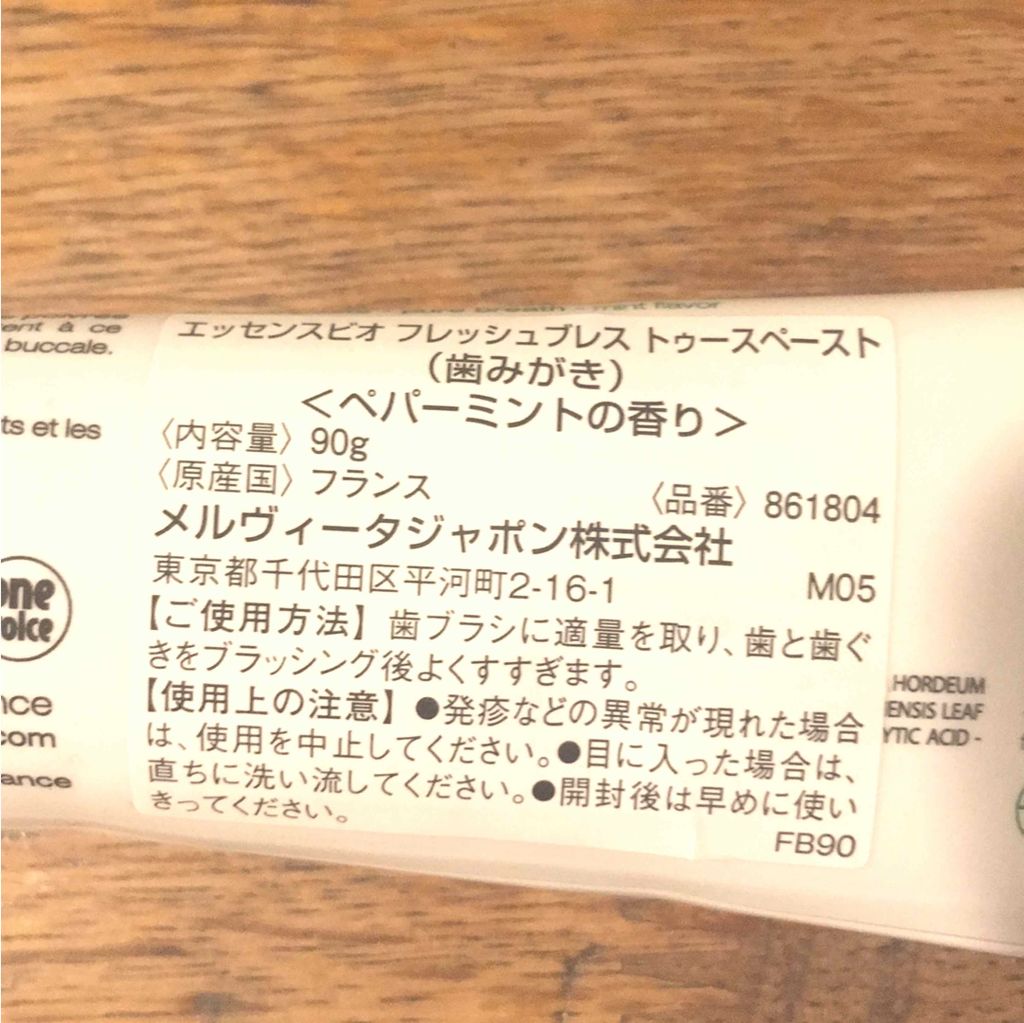 ent à ce
buccale.
ts et les
one
nce
com
ance
エッセンスビオ フレッシュブレス トゥースペースト
（歯みがき）
＜ペパーミントの香り＞
〈内容量〉90g
〈原産国〉フランス 〈品番〉861804
メルヴィータジャポン株式会社
東京都千代田区平河町2-16-1 M05
【ご使用方法】歯ブラシに適量を取り、歯と歯ぐ
きをブラッシング後よくすすぎます。
【使用上の注意】●発疹などの異常が現れた場合
は、使用を中止してください。●目に入った場合は、
直ちに洗い流してください。●開封後は早めに使い
きってください。
FB90
HORDEUM
ENSIS LEAF
YTIC ACID -